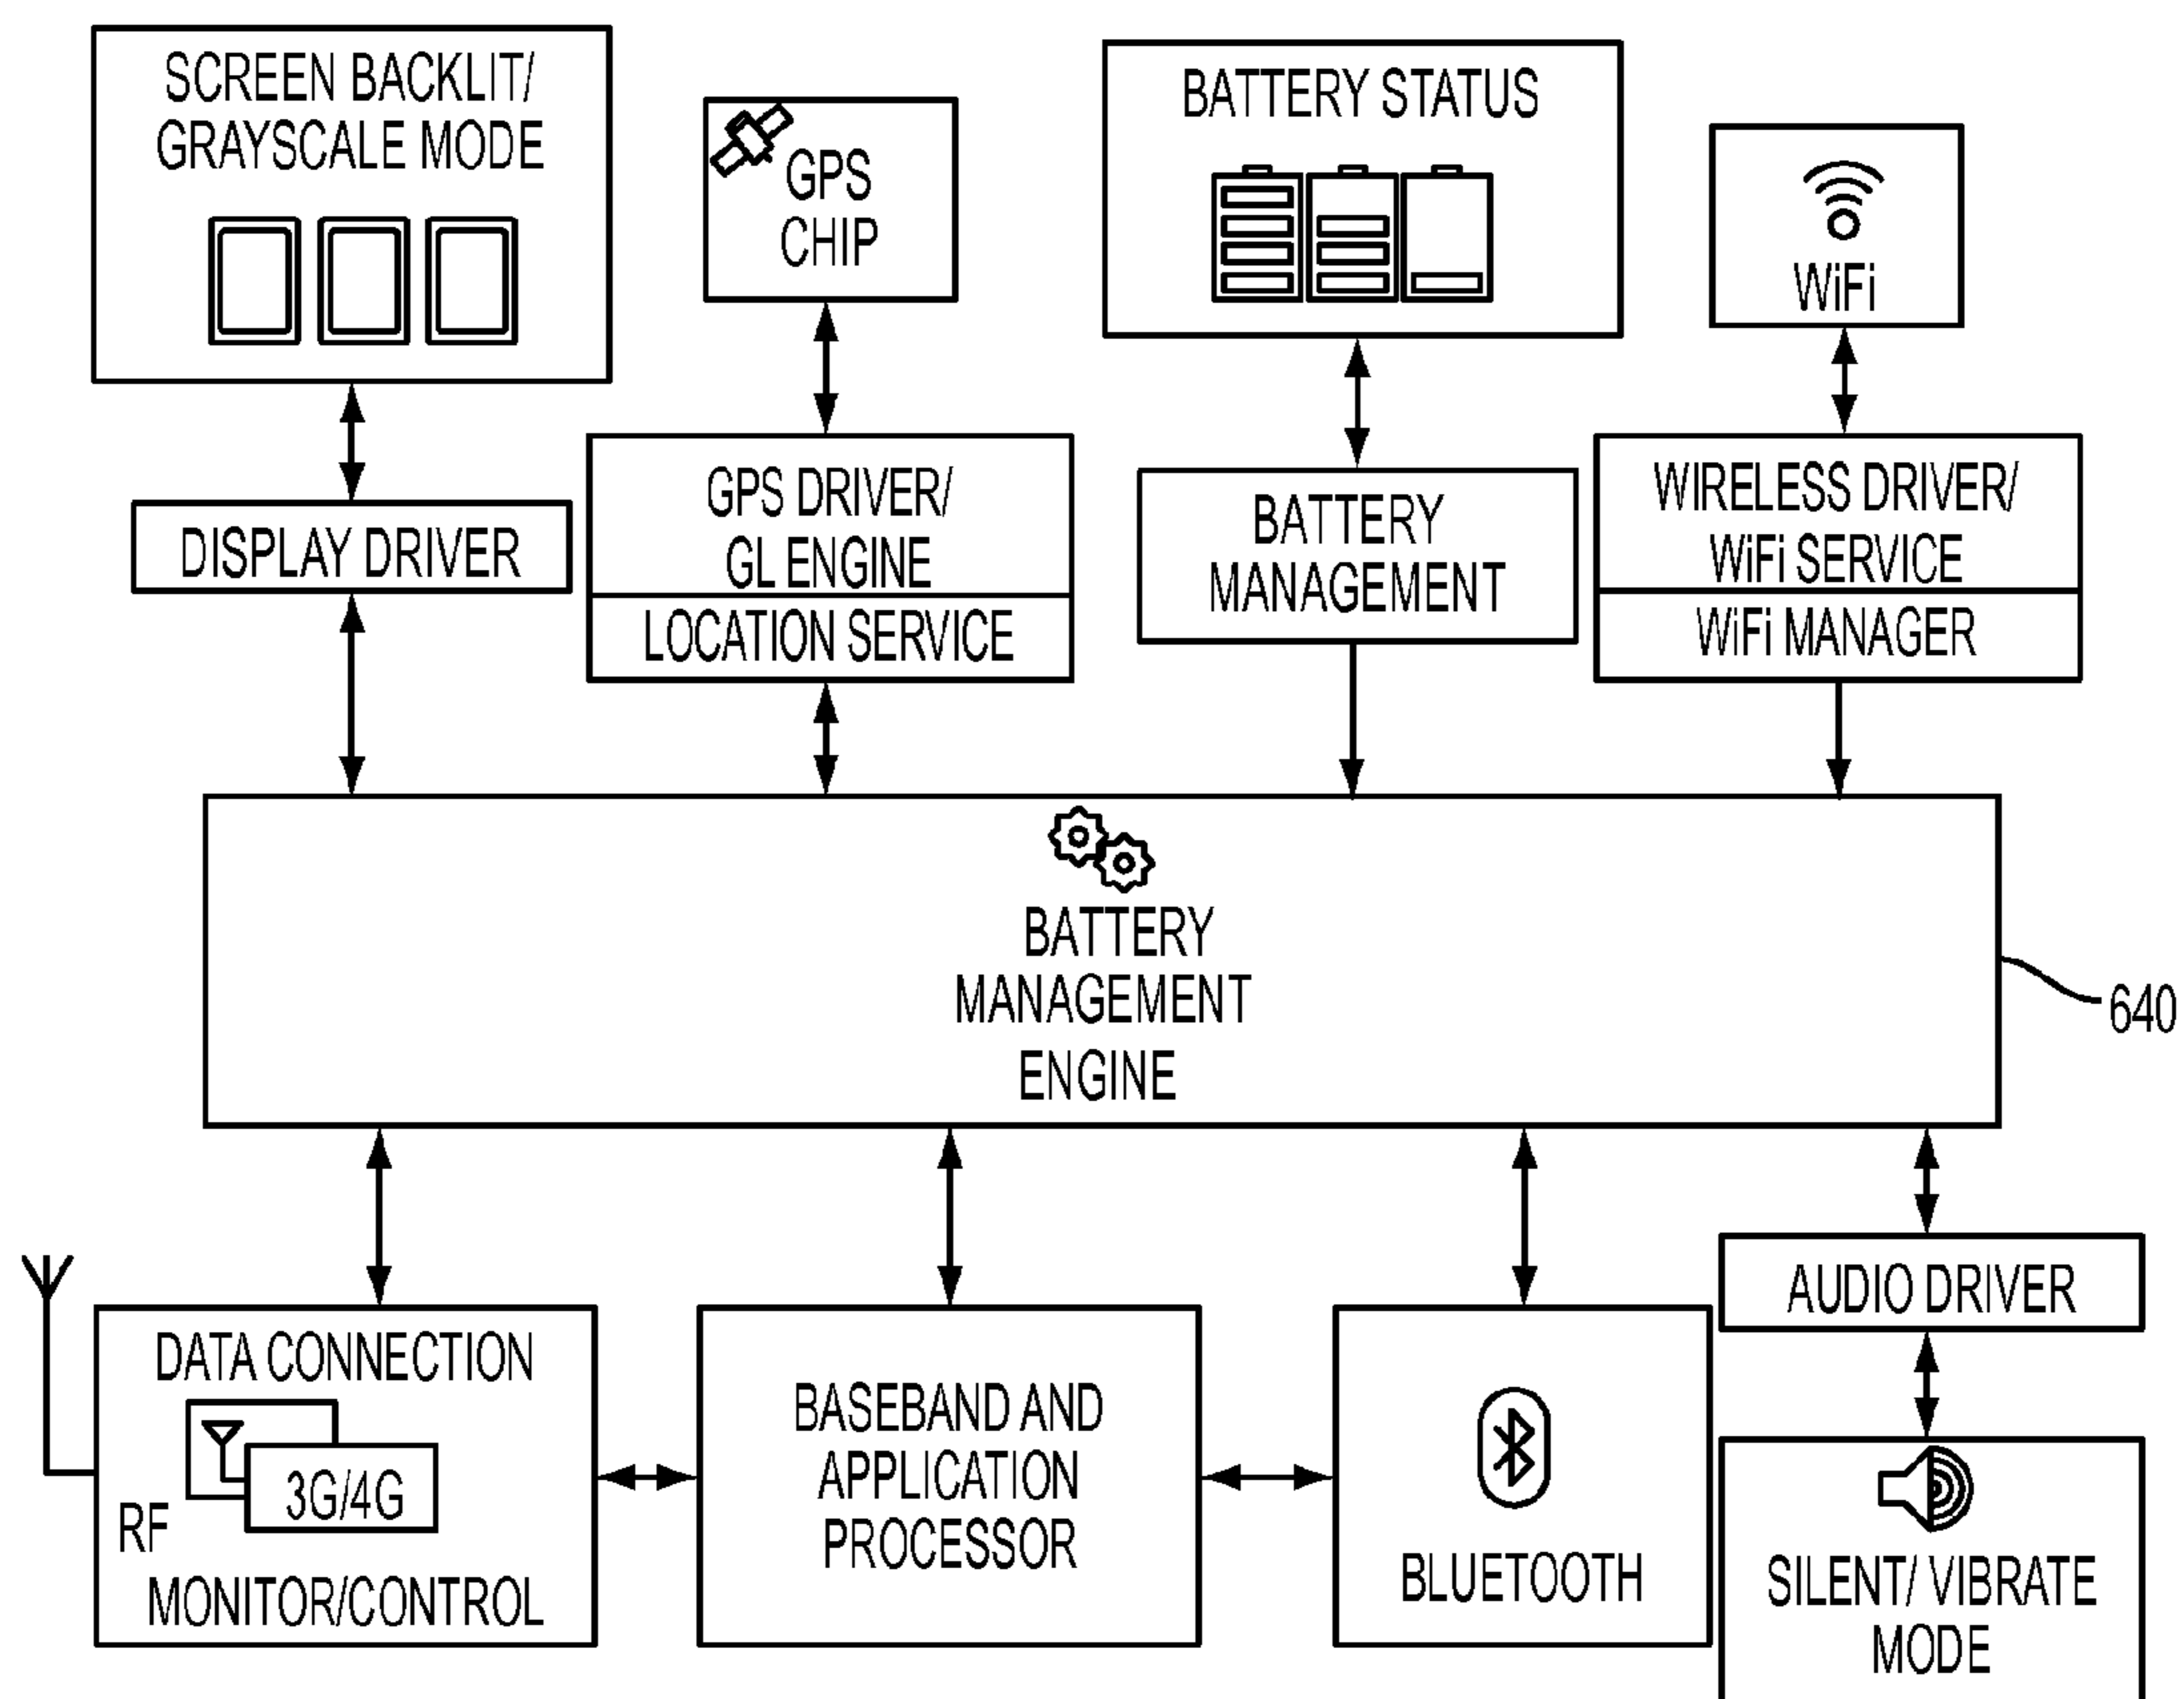 SCREEN BACKLIT/
GRAYSCALE MODE
GPS
CHIP
BATTERY STATUS
WiFi
DISPLAY DRIVER
GPS DRIVER/
GL ENGINE
LOCATION SERVICE
BATTERY
MANAGEMENT
WIRELESS DRIVER/
WiFi SERVICE
WiFi MANAGER
BATTERY
MANAGEMENT
ENGINE
640
DATA CONNECTION
3G/4G
RF
MONITOR/CONTROL
BASEBAND AND
APPLICATION
PROCESSOR
BLUETOOTH
AUDIO DRIVER
SILENT/ VIBRATE
MODE